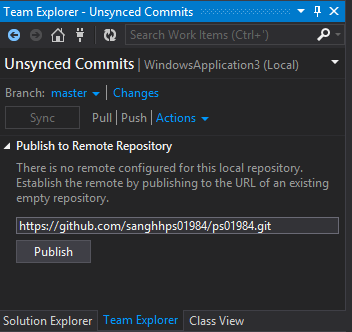 Team Explorer - Unsynced Commits
Search Work Items (Ctrl+')
Unsynced Commits | WindowsApplication3 (Local)
Branch: master | Changes
Sync Pull | Push | Actions
Publish to Remote Repository
There is no remote configured for this local repository.
Establish the remote by publishing to the URL of an existing
empty repository.
https://github.com/sanghhps01984/ps01984.git
Publish
Solution Explorer Team Explorer Class View